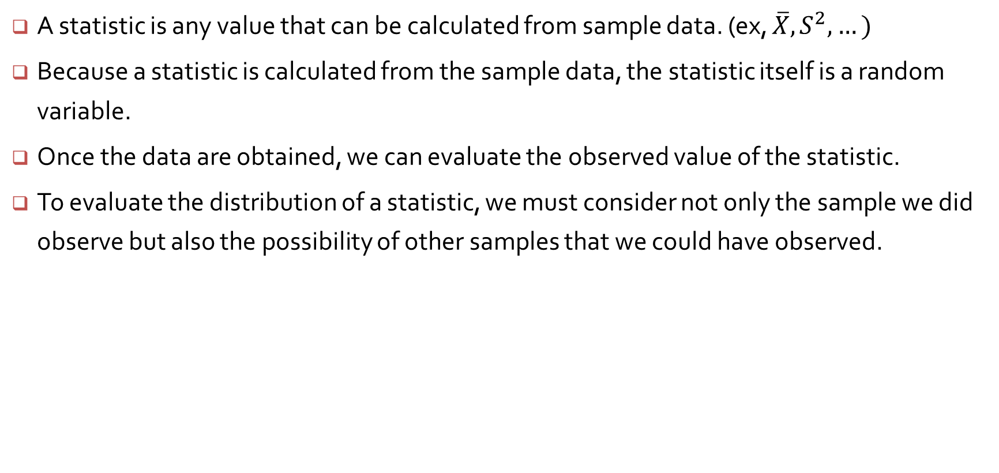 ❑ A statistic is any value that can be calculated from sample data. (ex, X̄, S², … )
❑ Because a statistic is calculated from the sample data, the statistic itself is a random
variable.
❑ Once the data are obtained, we can evaluate the observed value of the statistic.
❑ To evaluate the distribution of a statistic, we must consider not only the sample we did
observe but also the possibility of other samples that we could have observed.